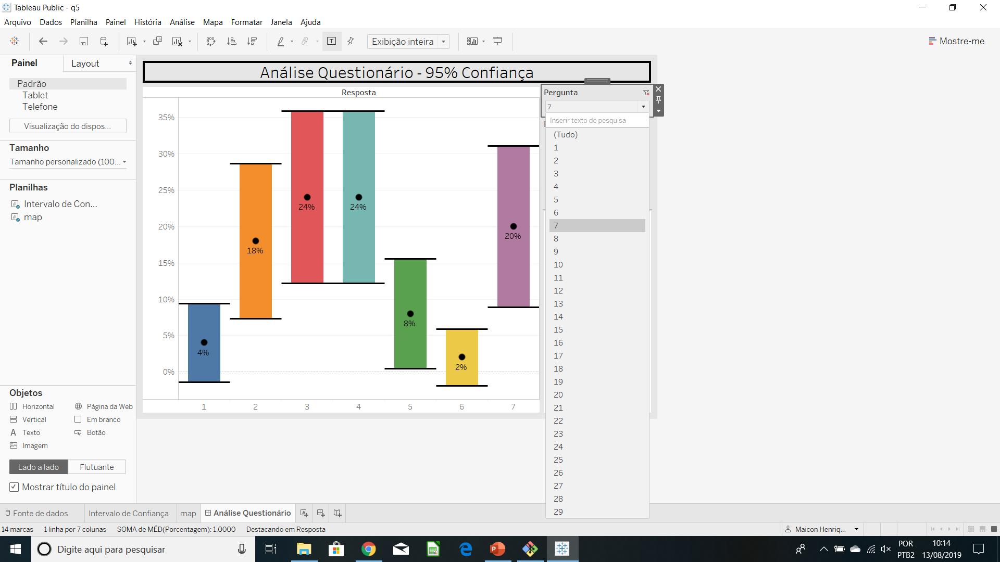 Tableau Public - q5
Arquivo Dados Planilha Painel História Análise Mapa Formatar Janela Ajuda
Exibição inteira
Mostre-me
Painel
Layout
Padrão
Tablet
Telefone
Visualização do dispos...
Tamanho
Tamanho personalizado (100...
Planilhas
Intervalo de Con...
map
Objetos
Horizontal
Página da Web
Vertical
Em branco
Texto
Botão
Imagem
Lado a lado
Flutuante
Mostrar título do painel
Análise Questionário - 95% Confiança
Resposta
35%
30%
25%
20%
15%
10%
5%
0%
4%
18%
24%
24%
8%
2%
20%
1 2 3 4 5 6 7
Pergunta
7
Inserir texto de pesquisa
(Tudo)
1
2
3
4
5
6
7
8
9
10
11
12
13
14
15
16
17
18
19
20
21
22
23
24
25
26
27
28
29
Fonte de dados
Intervalo de Confiança
map
Análise Questionário
14 marcas
1 linha por 7 colunas
SOMA de MÉD(Porcentagem): 1,0000
Destacando em Resposta
Maicon Henriq...
Digite aqui para pesquisar
POR
PTB2
10:14
13/08/2019